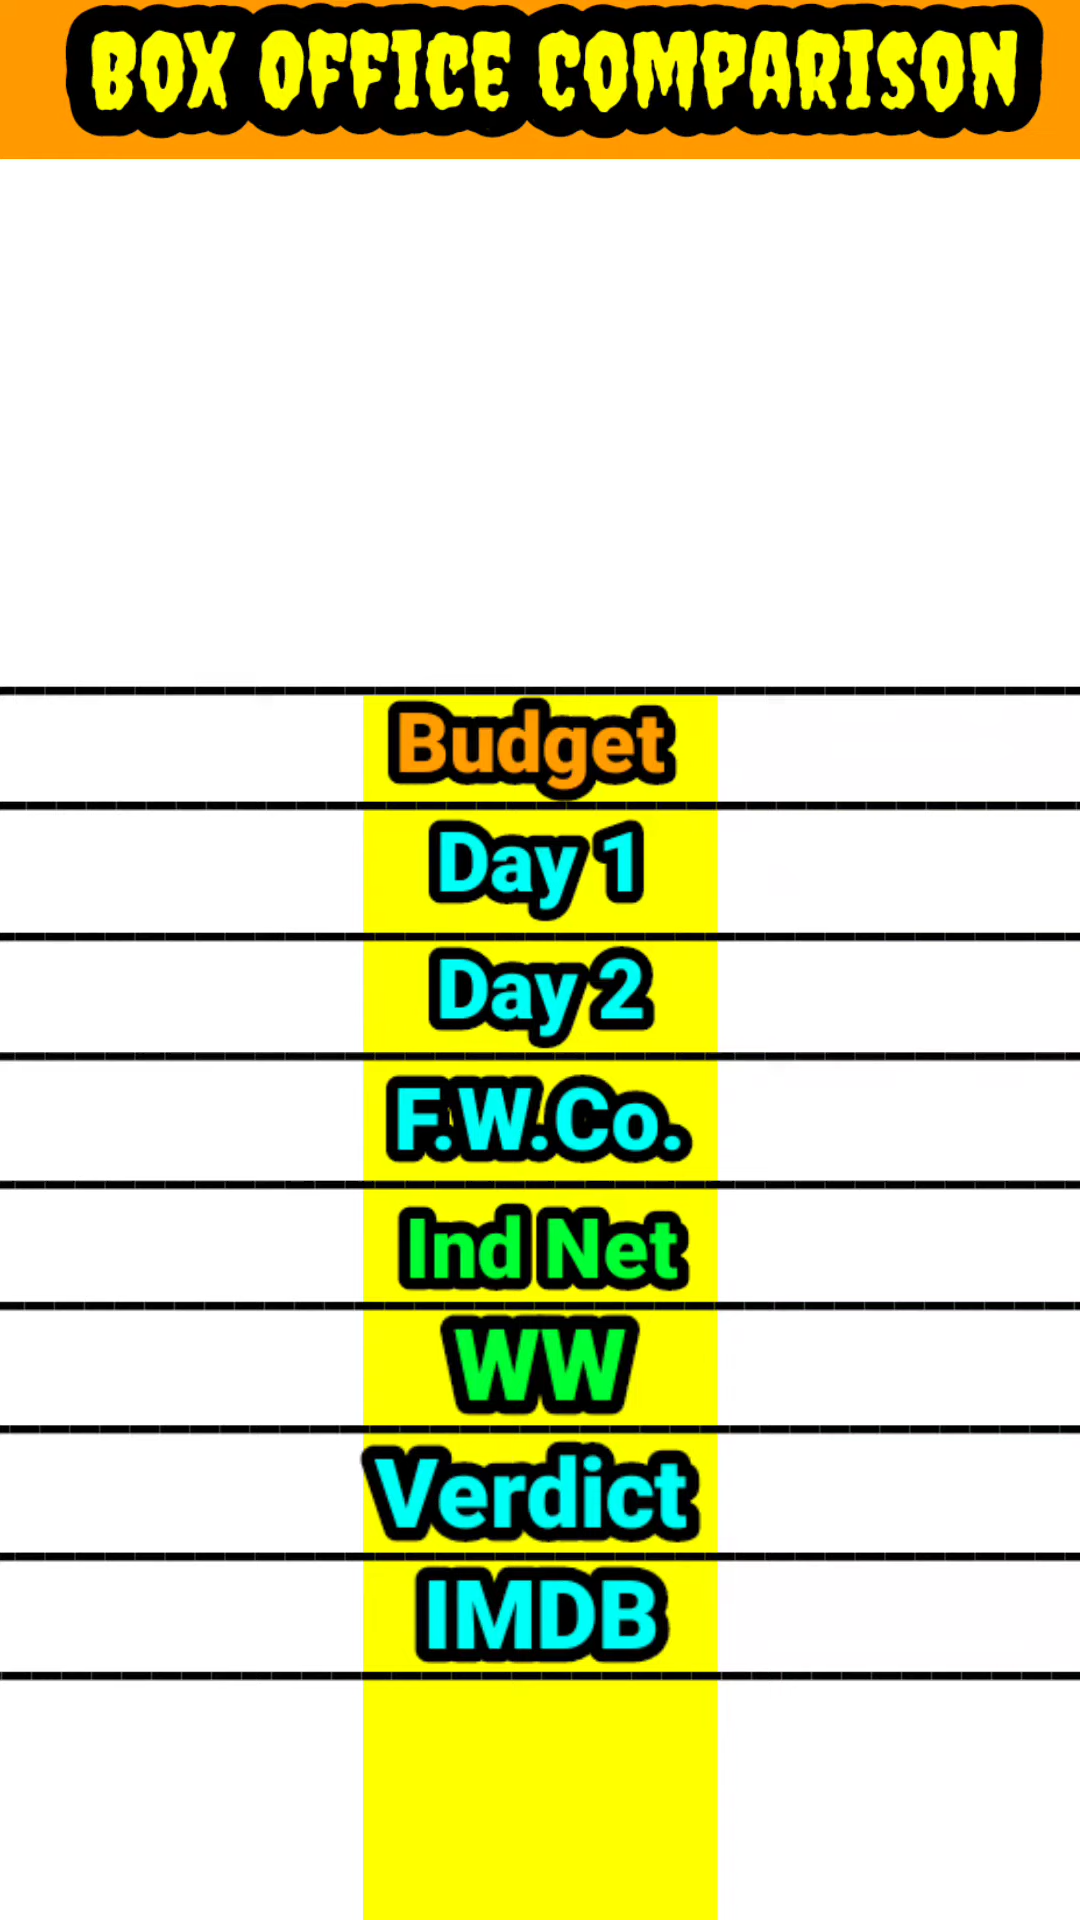 BOX OFFICE COMPARISON
Budget
Day 1
Day 2
F.W.Co.
Ind Net
WW
Verdict
IMDB